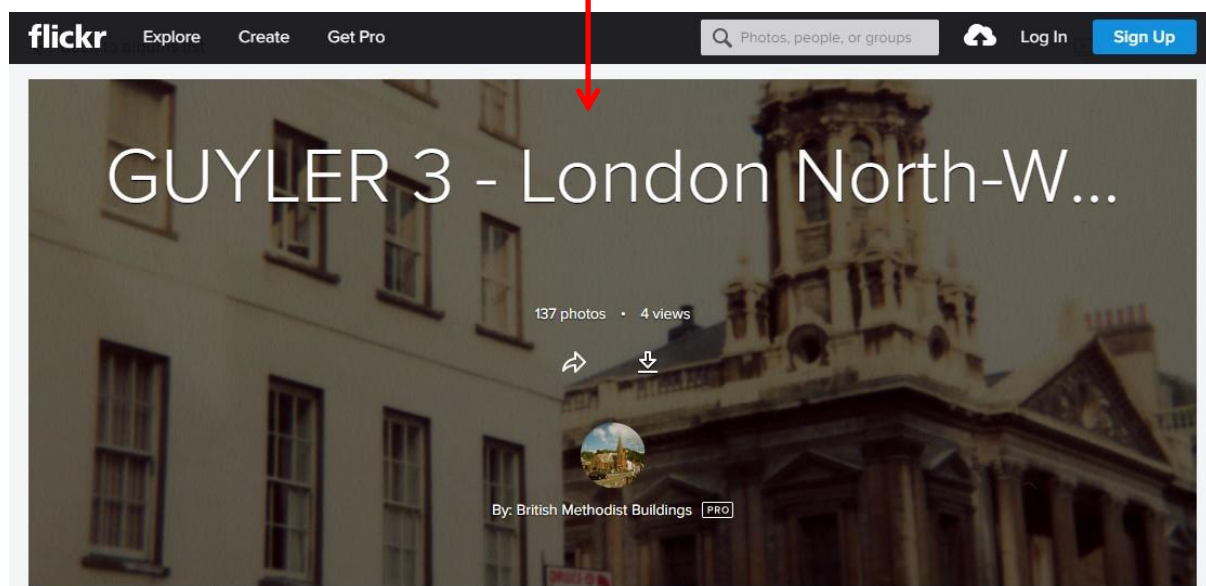 flickr Explore Create Get Pro Photos, people, or groups Log In Sign Up
GUYLER 3 - London North-W...
137 photos • 4 views
By: British Methodist Buildings PRO